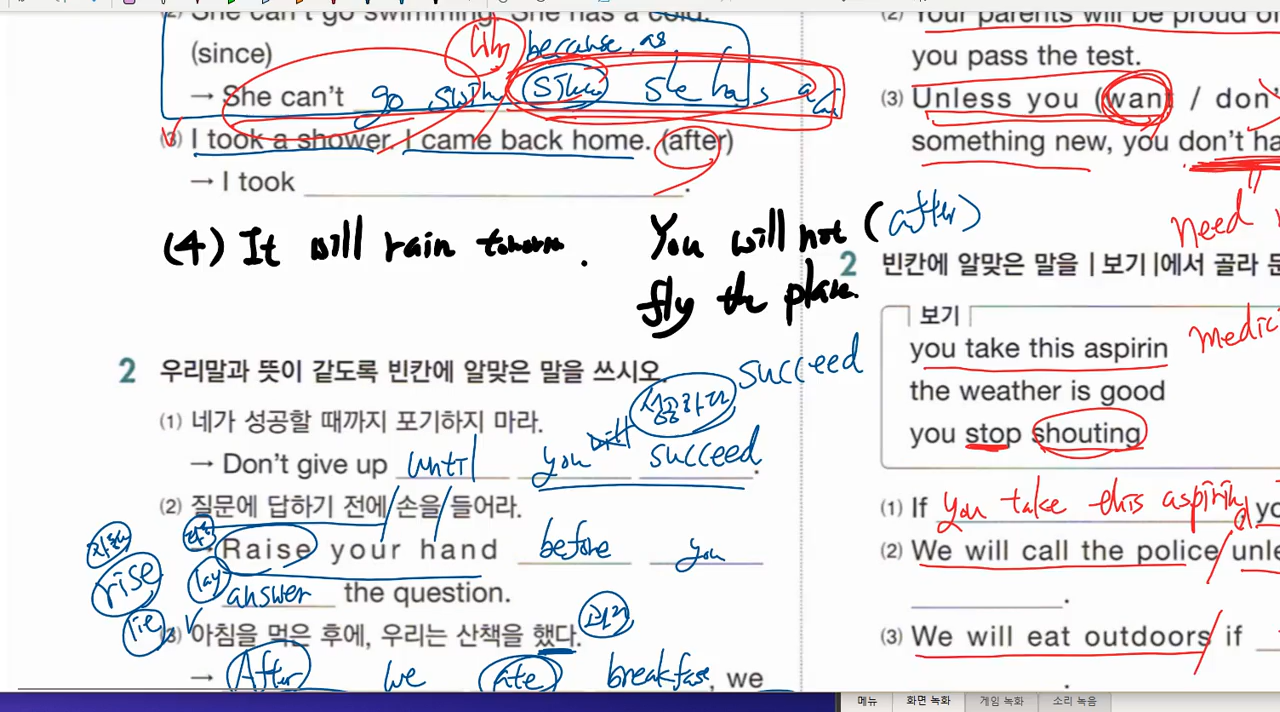 (2) She can't go swimming. She has a cold.
(since) because, as
→ She can't go swim since she has a
(3) I took a shower. I came back home. (after)
→ I took .
(4) It will rain tomorrow. You will not (after)
fly the plane.
2 우리말과 뜻이 같도록 빈칸에 알맞은 말을 쓰시오.
succeed
성공하다
(1) 네가 성공할 때까지 포기하지 마라.
→ Don't give up until you will succeed.
(2) 질문에 답하기 전에/손을/들어라.
Raise your hand before you
rise lay answer the question.
lie (3) 아침을 먹은 후에, 우리는 산책을 했다. 과거
→ After we ate breakfast, we
(2) Your parents will be proud of
you pass the test.
(3) Unless you (want / don'
something new, you don't ha
need
2 빈칸에 알맞은 말을 |보기|에서 골라 문
보기
medici
you take this aspirin
the weather is good
you stop shouting
(1) If you take this aspirin, yo
(2) We will call the police/unle
.
(3) We will eat outdoors/if
.
메뉴 화면 녹화 게임 녹화 소리 녹음